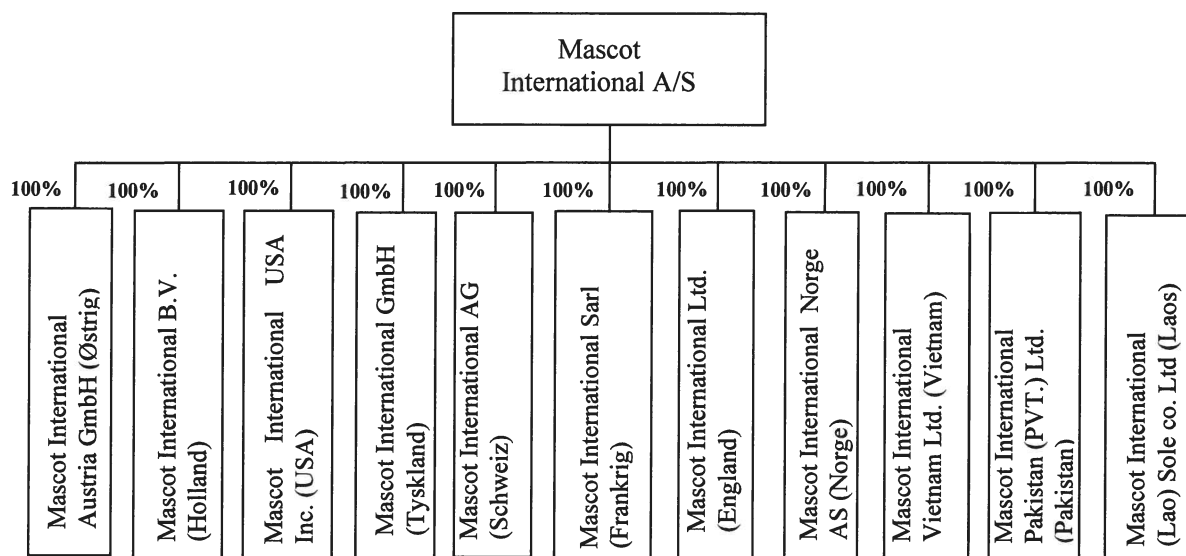 Mascot
International A/S
100%
100%
100%
100%
100%
100%
100%
100%
100%
100%
100%
Mascot International
Austria GmbH (Østrig)
Mascot International B.V.
(Holland)
Mascot International USA
Inc. (USA)
Mascot International GmbH
(Tyskland)
Mascot International AG
(Schweiz)
Mascot International Sarl
(Frankrig)
Mascot International Ltd.
(England)
Mascot International Norge
AS (Norge)
Mascot International
Vietnam Ltd. (Vietnam)
Mascot International
Pakistan (PVT.) Ltd.
(Pakistan)
Mascot International
(Lao) Sole co. Ltd (Laos)